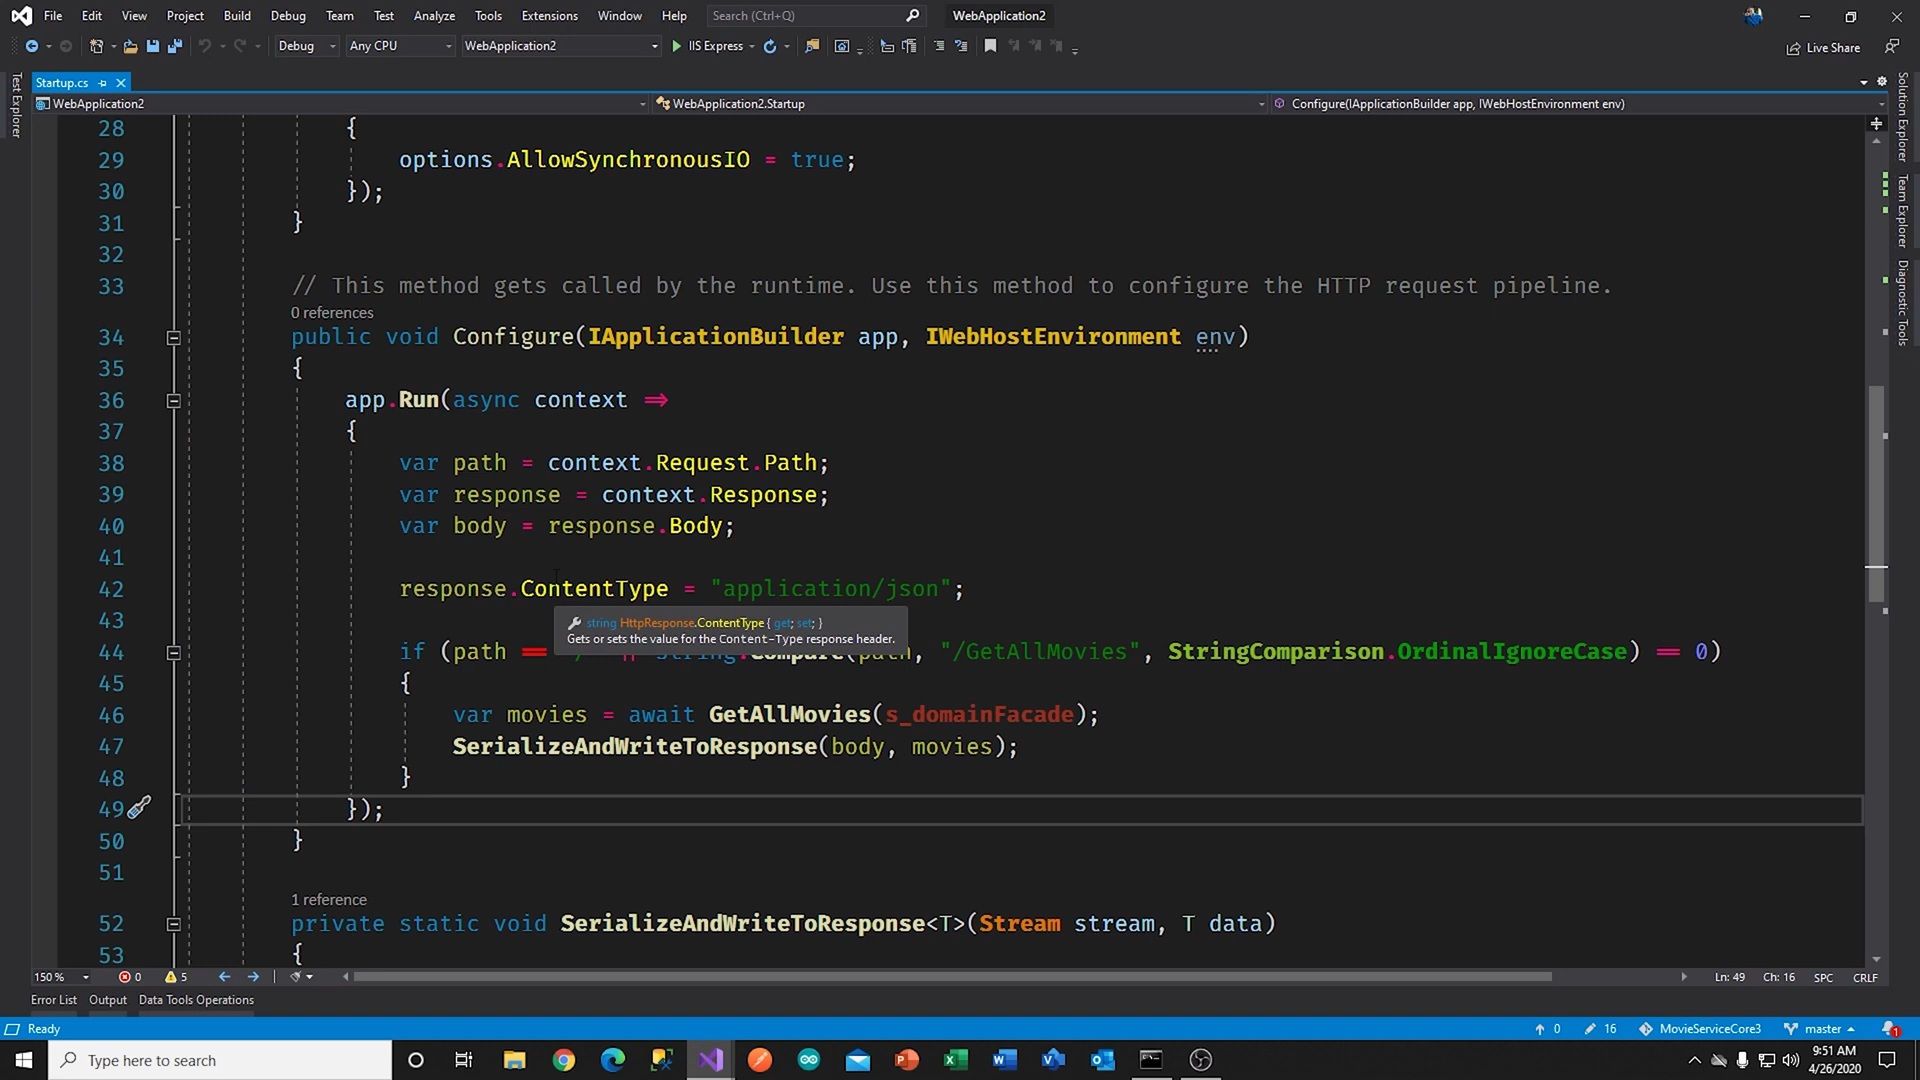 File Edit View Project Build Debug Team Test Analyze Tools Extensions Window Help Search (Ctrl+Q) WebApplication2
Debug Any CPU WebApplication2 IIS Express Live Share
Startup.cs
WebApplication2 WebApplication2.Startup Configure(IApplicationBuilder app, IWebHostEnvironment env)
Test Explorer
Solution Explorer
Team Explorer
Diagnostic Tools
28 {
29 options.AllowSynchronousIO = true;
30 });
31 }
32
33 // This method gets called by the runtime. Use this method to configure the HTTP request pipeline.
0 references
34 public void Configure(IApplicationBuilder app, IWebHostEnvironment env)
35 {
36 app.Run(async context =>
37 {
38 var path = context.Request.Path;
39 var response = context.Response;
40 var body = response.Body;
41
42 response.ContentType = "application/json";
43
string HttpResponse.ContentType { get; set; }
Gets or sets the value for the Content-Type response header.
44 if (path == string.Compare(path, "/GetAllMovies", StringComparison.OrdinalIgnoreCase) == 0)
45 {
46 var movies = await GetAllMovies(s_domainFacade);
47 SerializeAndWriteToResponse(body, movies);
48 }
49 });
50 }
51
1 reference
52 private static void SerializeAndWriteToResponse<T>(Stream stream, T data)
53 {
150 % 0 5 Ln: 49 Ch: 16 SPC CRLF
Error List Output Data Tools Operations
Ready 0 16 MovieServiceCore3 master 1
Type here to search 9:51 AM
4/26/2020